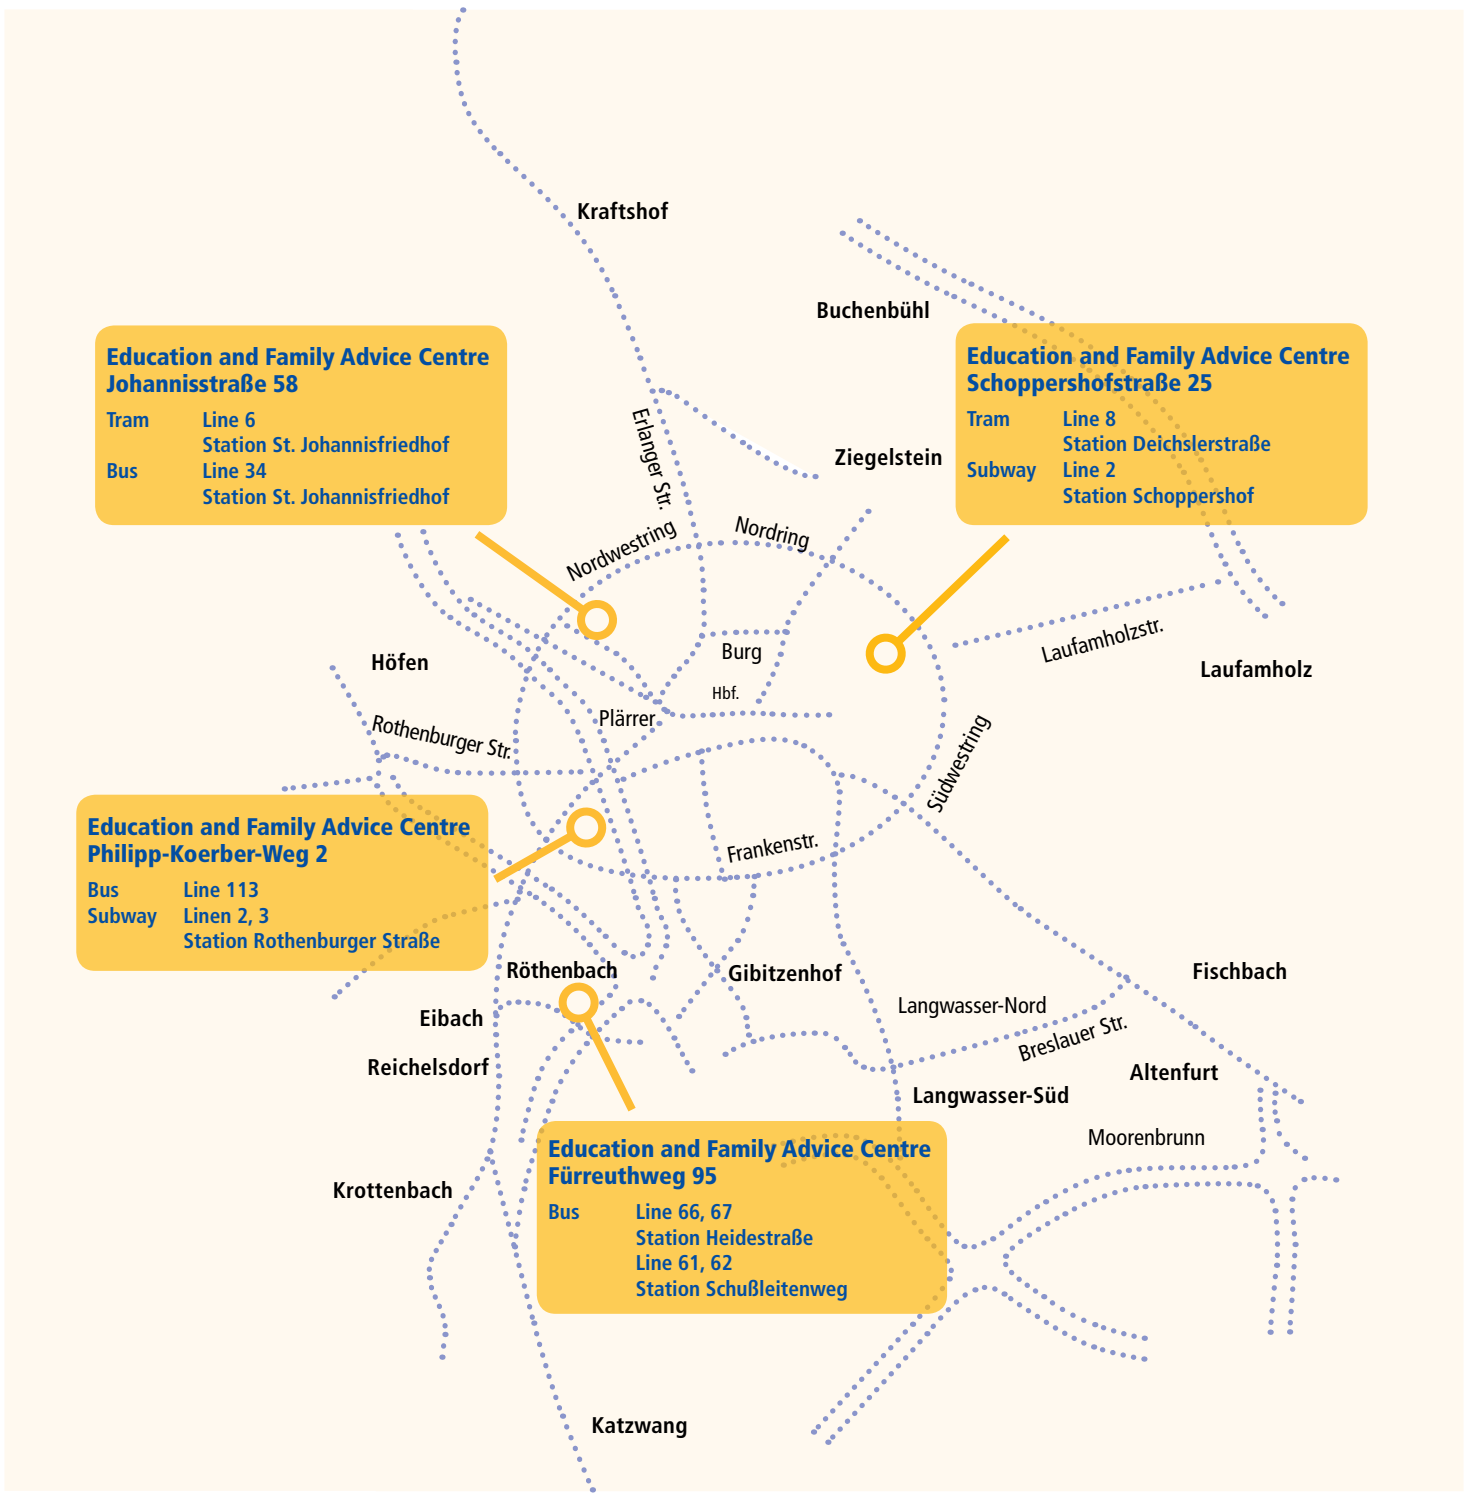 Kraftshof
Buchenbühl
Education and Family Advice Centre
Johannisstraße 58
Tram Line 6
Station St. Johannisfriedhof
Bus Line 34
Station St. Johannisfriedhof
Education and Family Advice Centre
Schoppershofstraße 25
Tram Line 8
Station Deichslerstraße
Subway Line 2
Station Schoppershof
Erlanger Str.
Ziegelstein
Nordwestring
Nordring
Höfen
Burg
Hbf.
Laufamholzstr.
Laufamholz
Plärrer
Rothenburger Str.
Südwestring
Education and Family Advice Centre
Philipp-Koerber-Weg 2
Bus Line 113
Subway Linen 2, 3
Station Rothenburger Straße
Frankenstr.
Röthenbach
Gibitzenhof
Fischbach
Eibach
Langwasser-Nord
Breslauer Str.
Reichelsdorf
Altenfurt
Langwasser-Süd
Moorenbrunn
Education and Family Advice Centre
Fürreuthweg 95
Bus Line 66, 67
Station Heidestraße
Line 61, 62
Station Schußleitenweg
Krottenbach
Katzwang